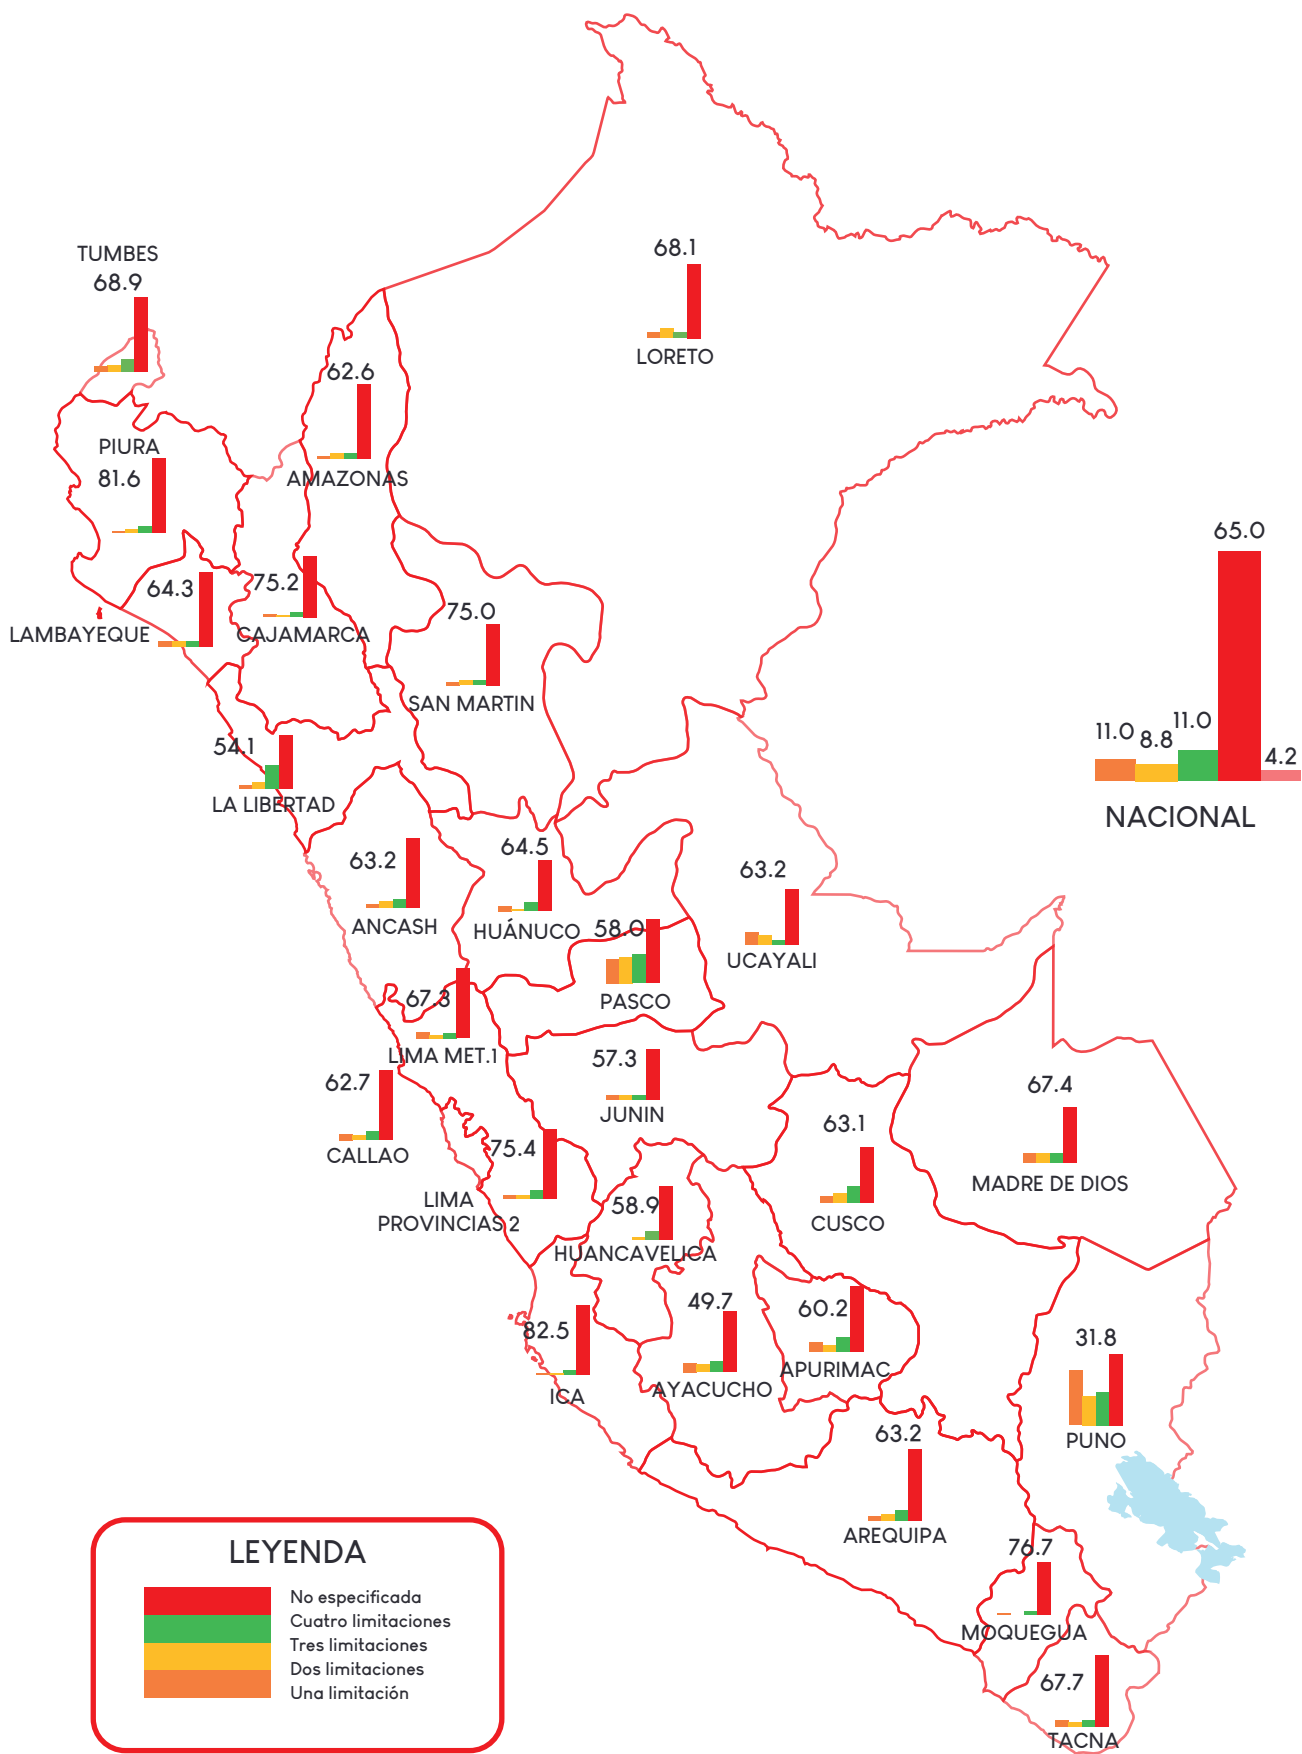 TUMBES
68.9
68.1
LORETO
62.6
AMAZONAS
PIURA
81.6
65.0
11.0
8.8
11.0
4.2
NACIONAL
64.3
LAMBAYEQUE
75.2
CAJAMARCA
75.0
SAN MARTIN
54.1
LA LIBERTAD
63.2
ANCASH
64.5
HUÁNUCO
58.0
PASCO
63.2
UCAYALI
67.3
LIMA MET.1
62.7
CALLAO
57.3
JUNIN
67.4
MADRE DE DIOS
63.1
CUSCO
75.4
LIMA
PROVINCIAS 2
58.9
HUANCAVELICA
82.5
ICA
49.7
AYACUCHO
60.2
APURIMAC
31.8
PUNO
63.2
AREQUIPA
76.7
MOQUEGUA
67.7
TACNA
LEYENDA
No especificada
Cuatro limitaciones
Tres limitaciones
Dos limitaciones
Una limitación